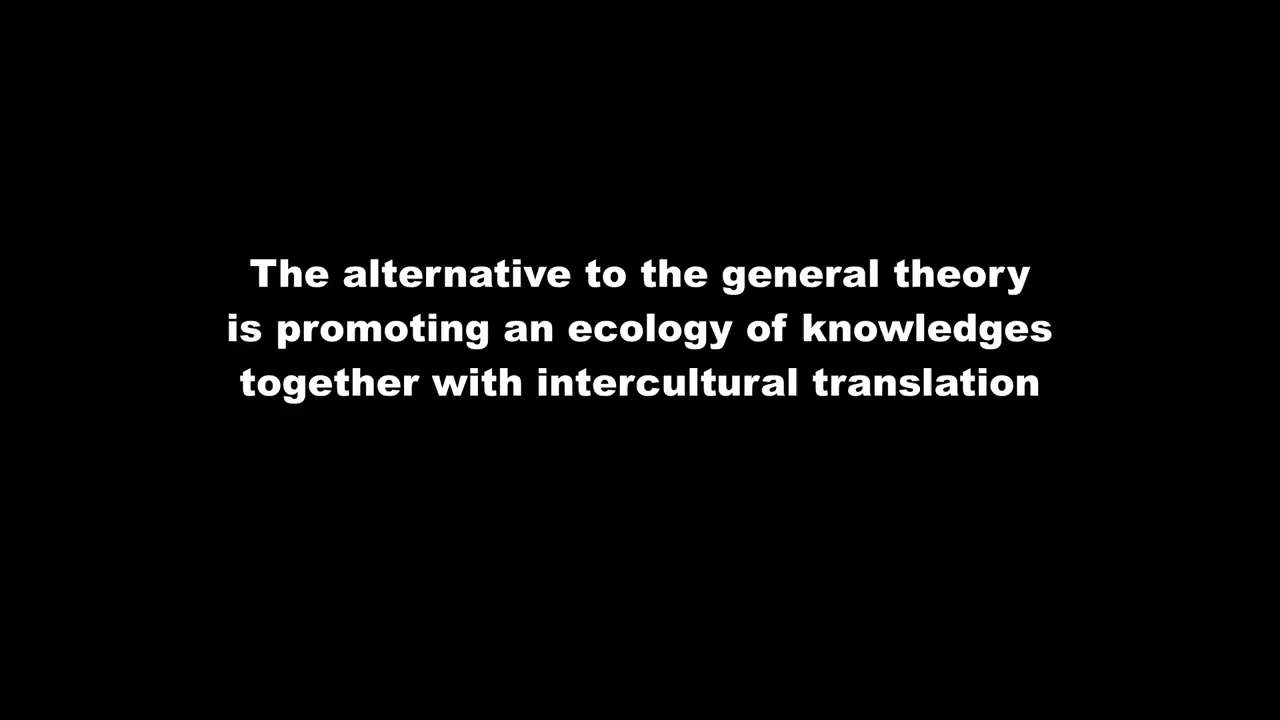 The alternative to the general theory
is promoting an ecology of knowledges
together with intercultural translation